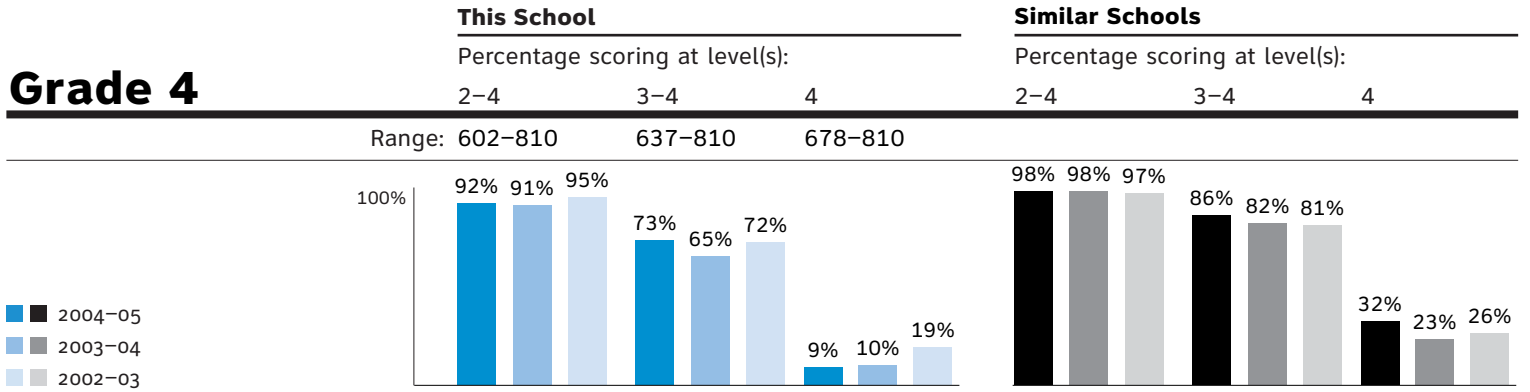 This School Similar Schools
Percentage scoring at level(s): Percentage scoring at level(s):
Grade 4 2–4 3–4 4 2–4 3–4 4
Range: 602–810 637–810 678–810
100% 92% 91% 95% 73% 65% 72% 9% 10% 19% 98% 98% 97% 86% 82% 81% 32% 23% 26%
2004–05
2003–04
2002–03